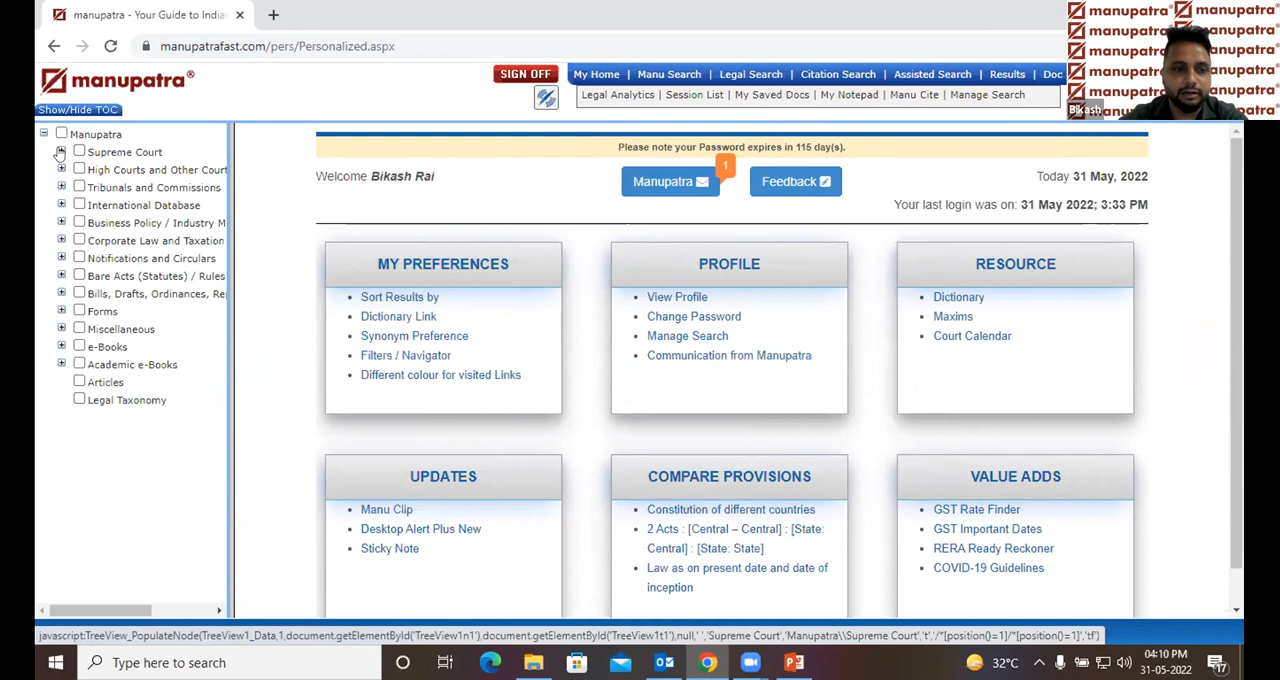 manupatra - Your Guide to India
manupatrafast.com/pers/Personalized.aspx
manupatra®
Show/Hide TOC
SIGN OFF
My Home | Manu Search | Legal Search | Citation Search | Assisted Search | Results | Doc
Legal Analytics | Session List | My Saved Docs | My Notepad | Manu Cite | Manage Search
manupatra® manupatra®
manupatra
manupatra
manupatra
manupatra
manupatra
Bikash
Manupatra
Supreme Court
High Courts and Other Court
Tribunals and Commissions
International Database
Business Policy / Industry M
Corporate Law and Taxation
Notifications and Circulars
Bare Acts (Statutes) / Rules
Bills, Drafts, Ordinances, Re
Forms
Miscellaneous
e-Books
Academic e-Books
Articles
Legal Taxonomy
Please note your Password expires in 115 day(s).
Welcome Bikash Rai
Manupatra
1
Feedback
Today 31 May, 2022
Your last login was on: 31 May 2022; 3:33 PM
MY PREFERENCES
• Sort Results by
• Dictionary Link
• Synonym Preference
• Filters / Navigator
• Different colour for visited Links
PROFILE
• View Profile
• Change Password
• Manage Search
• Communication from Manupatra
RESOURCE
• Dictionary
• Maxims
• Court Calendar
UPDATES
• Manu Clip
• Desktop Alert Plus New
• Sticky Note
COMPARE PROVISIONS
• Constitution of different countries
• 2 Acts : [Central – Central] : [State:
Central] : [State: State]
• Law as on present date and date of
inception
VALUE ADDS
• GST Rate Finder
• GST Important Dates
• RERA Ready Reckoner
• COVID-19 Guidelines
javascript:TreeView_PopulateNode(TreeView1_Data,1,document.getElementById('TreeView1n1'),document.getElementById('TreeView1t1'),null,' ','Supreme Court','Manupatra\\Supreme Court','t','/*[position()=1]/*[position()=1]','tf')
Type here to search
32°C
04:10 PM
31-05-2022
17